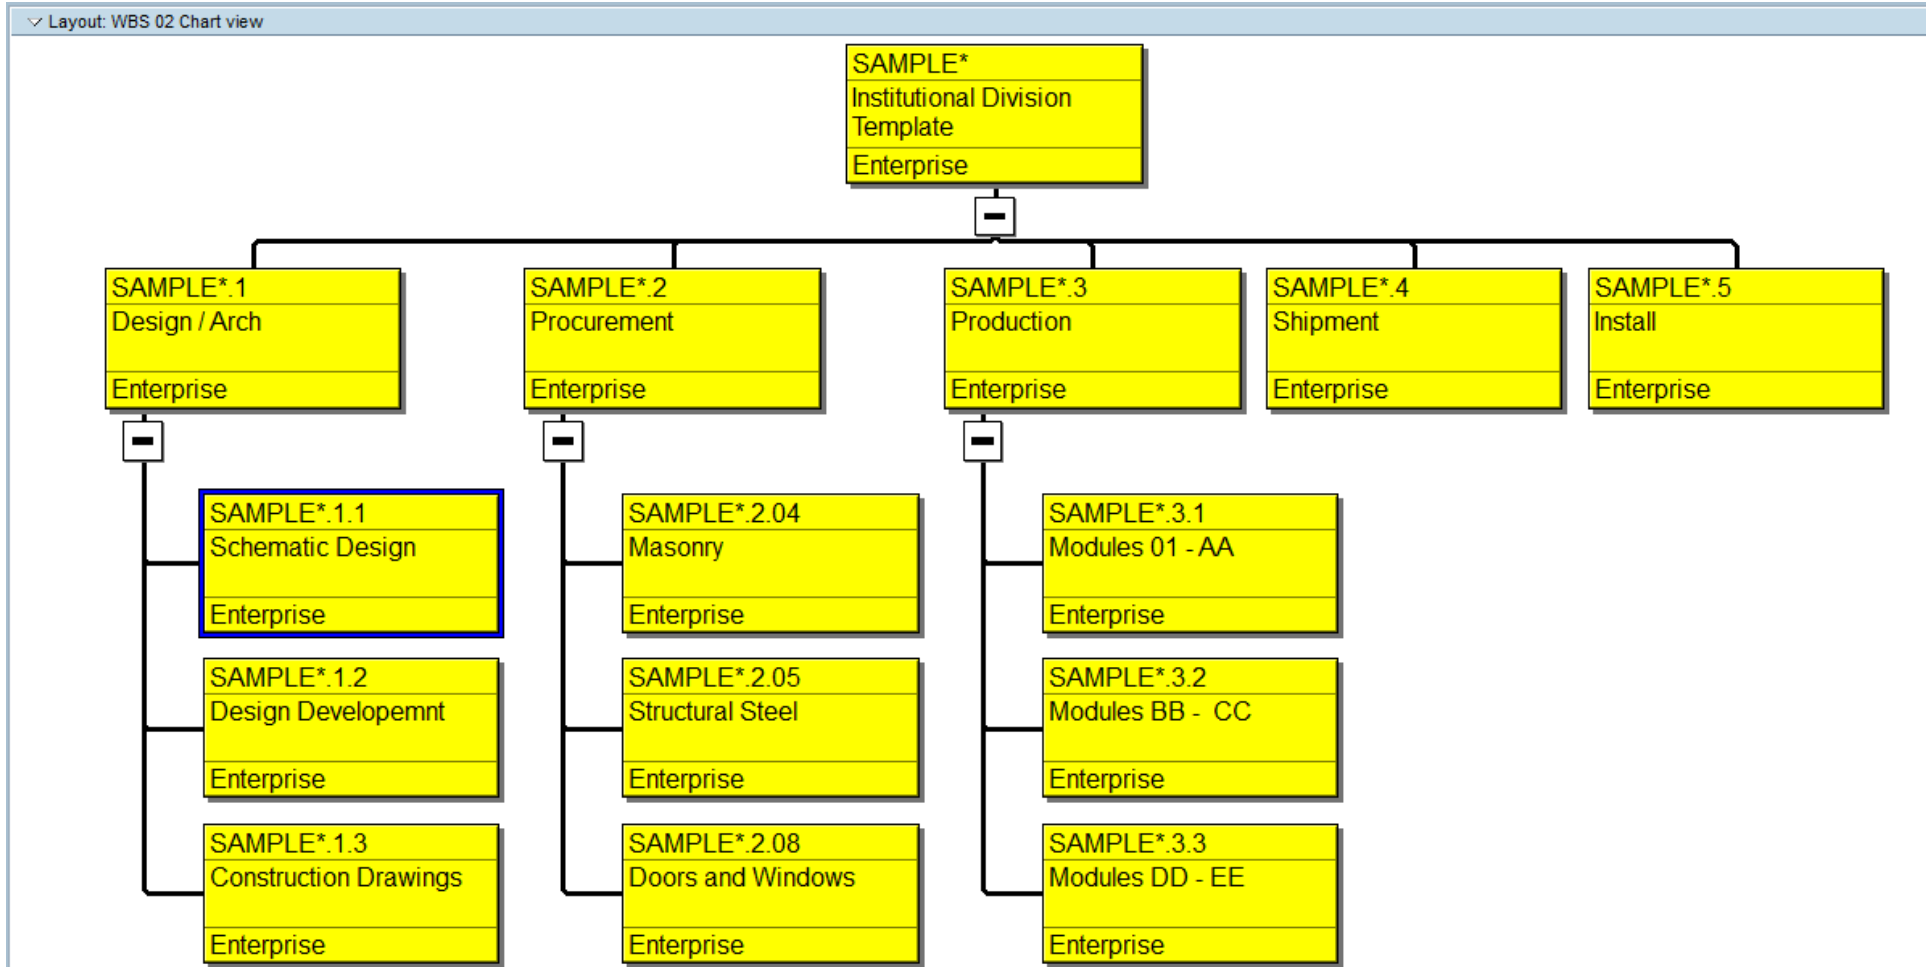 Layout: WBS 02 Chart view
SAMPLE*
Institutional Division
Template
Enterprise
SAMPLE*.1
Design / Arch
Enterprise
SAMPLE*.2
Procurement
Enterprise
SAMPLE*.3
Production
Enterprise
SAMPLE*.4
Shipment
Enterprise
SAMPLE*.5
Install
Enterprise
SAMPLE*.1.1
Schematic Design
Enterprise
SAMPLE*.1.2
Design Developemnt
Enterprise
SAMPLE*.1.3
Construction Drawings
Enterprise
SAMPLE*.2.04
Masonry
Enterprise
SAMPLE*.2.05
Structural Steel
Enterprise
SAMPLE*.2.08
Doors and Windows
Enterprise
SAMPLE*.3.1
Modules 01 - AA
Enterprise
SAMPLE*.3.2
Modules BB -  CC
Enterprise
SAMPLE*.3.3
Modules DD - EE
Enterprise